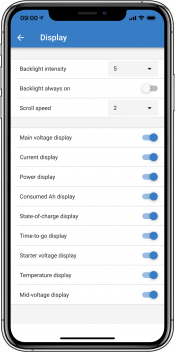 09:00
Display
Backlight intensity 5
Backlight always on
Scroll speed 2
Main voltage display
Current display
Power display
Consumed Ah display
State-of-charge display
Time-to-go display
Starter voltage display
Temperature display
Mid-voltage display